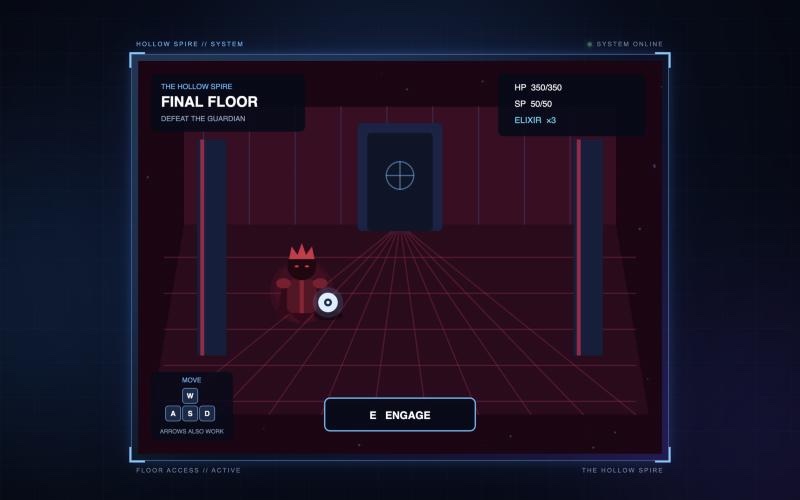 HOLLOW SPIRE // SYSTEM
SYSTEM ONLINE
THE HOLLOW SPIRE
FINAL FLOOR
DEFEAT THE GUARDIAN
HP 350/350
SP 50/50
ELIXIR ×3
MOVE
W
A S D
ARROWS ALSO WORK
E ENGAGE
FLOOR ACCESS // ACTIVE
THE HOLLOW SPIRE